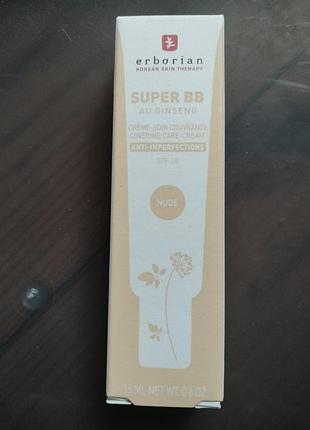 erborian
KOREAN SKIN THERAPY
SUPER BB
AU GINSENG
CRÈME-SOIN COUVRANTE
COVERING CARE-CREAM
ANTI-IMPERFECTIONS
SPF 20
NUDE
15 ML NET WT. 0.6 OZ.